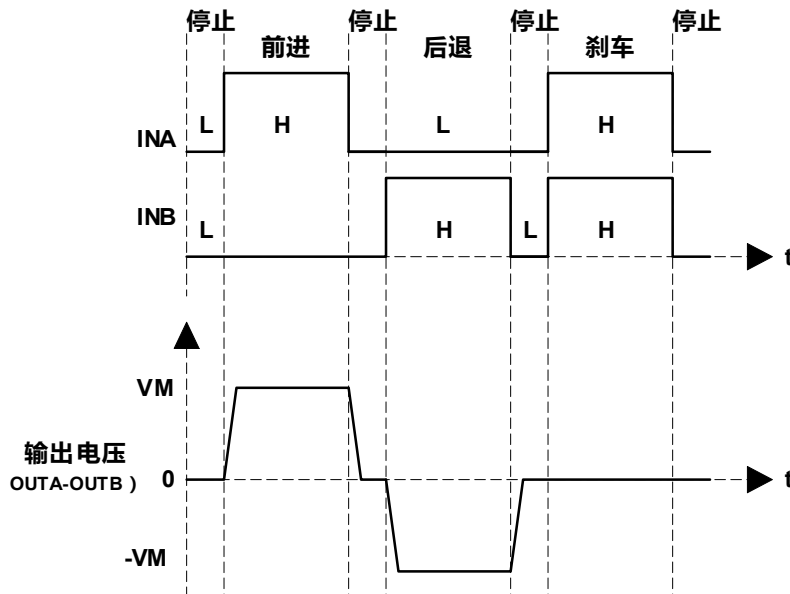 停止 停止 停止 停止
前进 后退 刹车
L H L H
INA
INB
L H L H
t
VM
输出电压
OUTA-OUTB ) 0 t
-VM